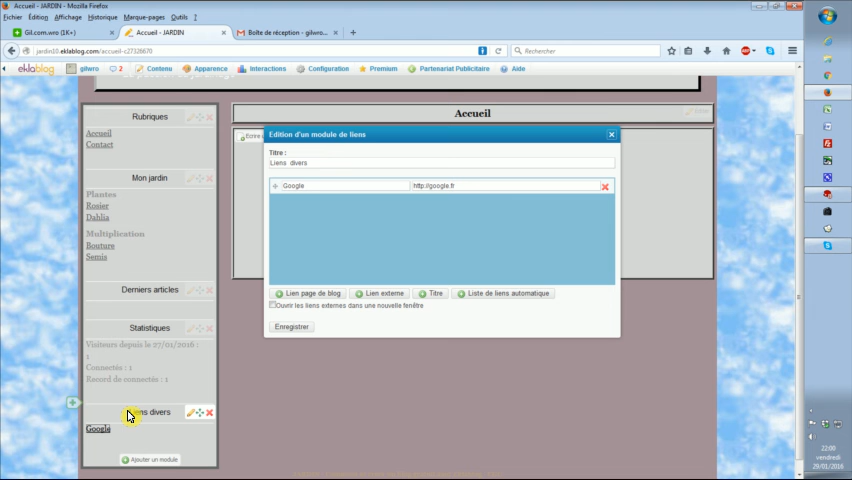 Accueil - JARDIN - Mozilla Firefox
Fichier Édition Affichage Historique Marque-pages Outils ?
Gil.com.wro (1K+) Accueil - JARDIN Boîte de réception - gilwro...
jardin10.eklablog.com/accueil-c27328670 Rechercher
eklablog gilwro 2 Contenu Apparence Interactions Configuration Premium Partenariat Publicitaire Aide
Rubriques
Accueil
Contact
Mon jardin
Plantes
Rosier
Dahlia
Multiplication
Bouture
Semis
Derniers articles
Statistiques
Visiteurs depuis le 27/01/2016 :
1
Connectés : 1
Record de connectés : 1
divers
Google
Ajouter un module
Accueil
Ecrire
Edition d'un module de liens
Titre :
Liens divers
Google http://google.fr
Lien page de blog Lien externe Titre Liste de liens automatique
Ouvrir les liens externes dans une nouvelle fenêtre
Enregistrer
22:00
vendredi
29/01/2016